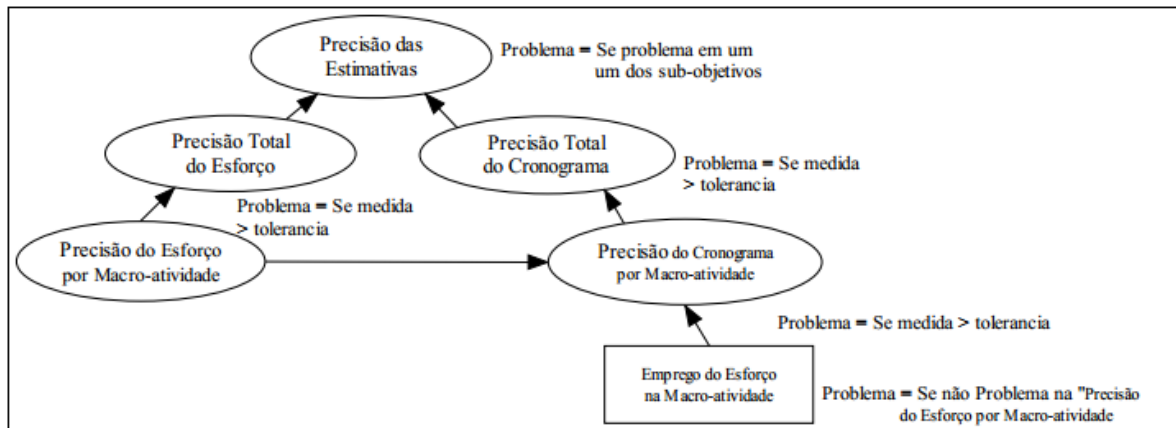 Precisão das
Estimativas
Problema = Se problema em um
um dos sub-objetivos
Precisão Total
do Esforço
Precisão Total
do Cronograma
Problema = Se medida
> tolerancia
Problema = Se medida
> tolerancia
Precisão do Esforço
por Macro-atividade
Precisão do Cronograma
por Macro-atividade
Problema = Se medida > tolerancia
Emprego do Esforço
na Macro-atividade
Problema = Se não Problema na "Precisão
do Esforço por Macro-atividade